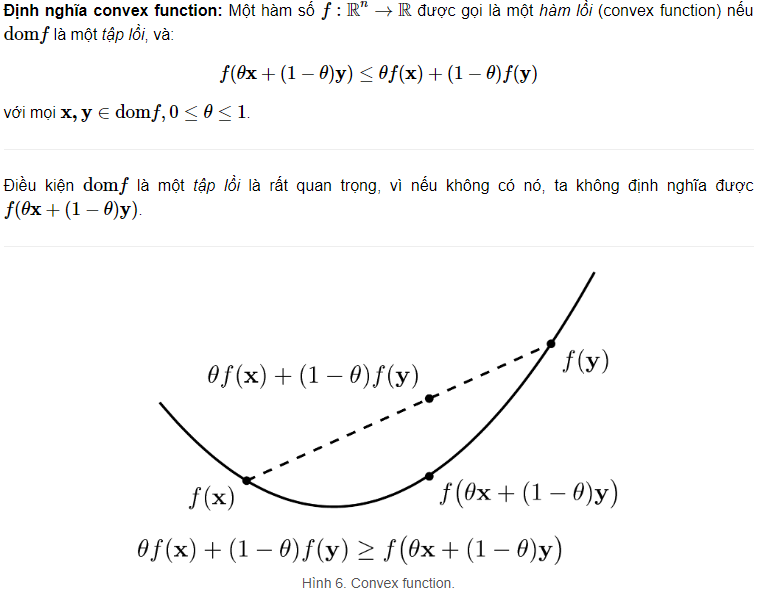 Định nghĩa convex function: Một hàm số f : ℝⁿ → ℝ được gọi là một hàm lồi (convex function) nếu
domf là một tập lồi, và:
f(θx + (1 − θ)y) ≤ θf(x) + (1 − θ)f(y)
với mọi x, y ∈ domf, 0 ≤ θ ≤ 1.
Điều kiện domf là một tập lồi là rất quan trọng, vì nếu không có nó, ta không định nghĩa được
f(θx + (1 − θ)y).
θf(x) + (1 − θ)f(y)
f(y)
f(x)
f(θx + (1 − θ)y)
θf(x) + (1 − θ)f(y) ≥ f(θx + (1 − θ)y)
Hình 6. Convex function.